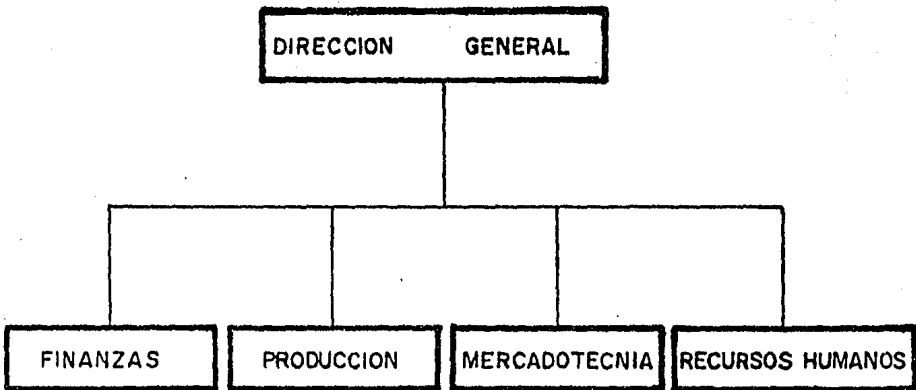 DIRECCION GENERAL
FINANZAS
PRODUCCION
MERCADOTECNIA
RECURSOS HUMANOS